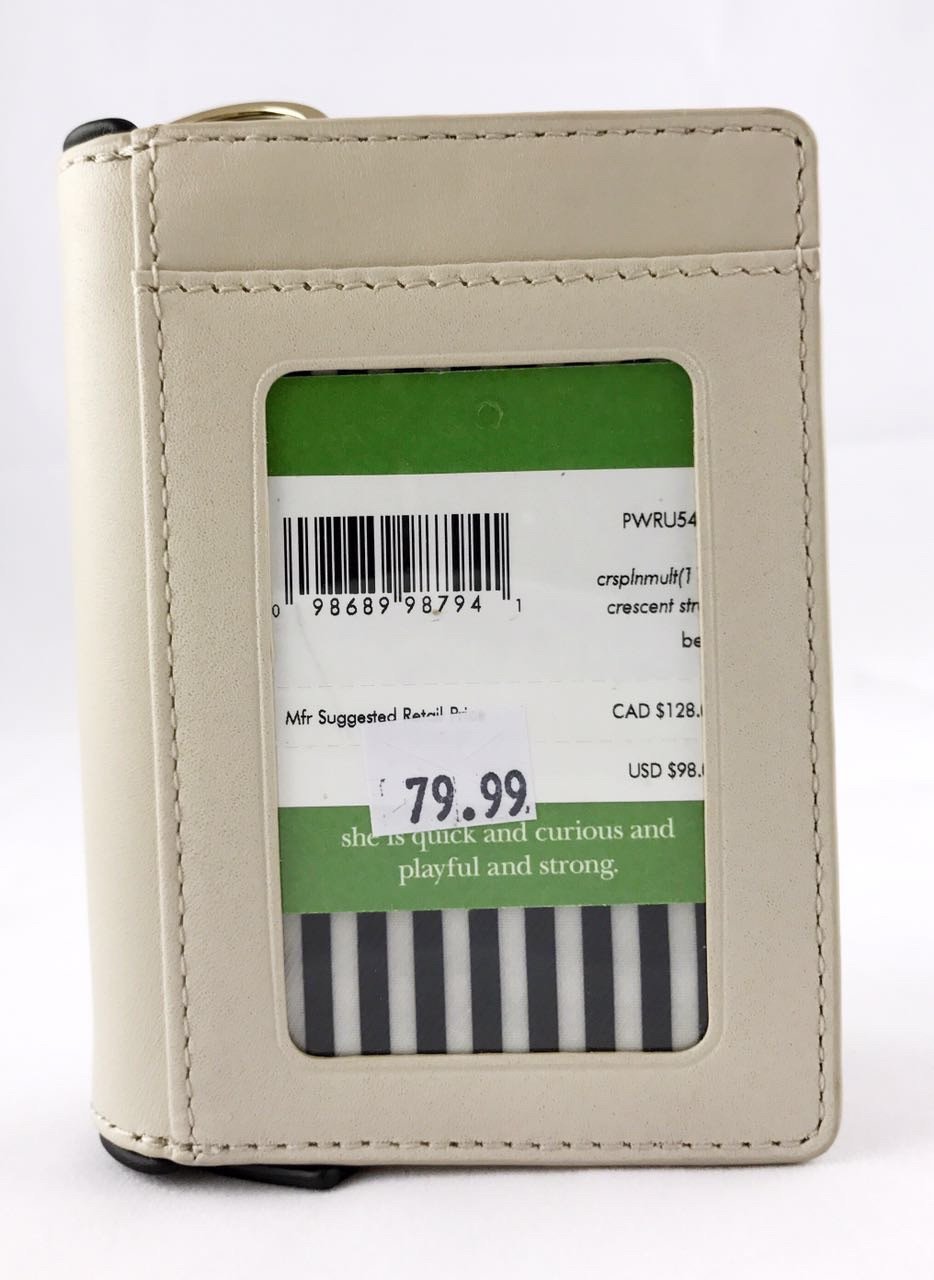 PWRU54
crsplnmult(1
crescent str
be
0 98689 98794 1
Mfr Suggested Retail Price
CAD $128.
USD $98.
79.99
she is quick and curious and
playful and strong.